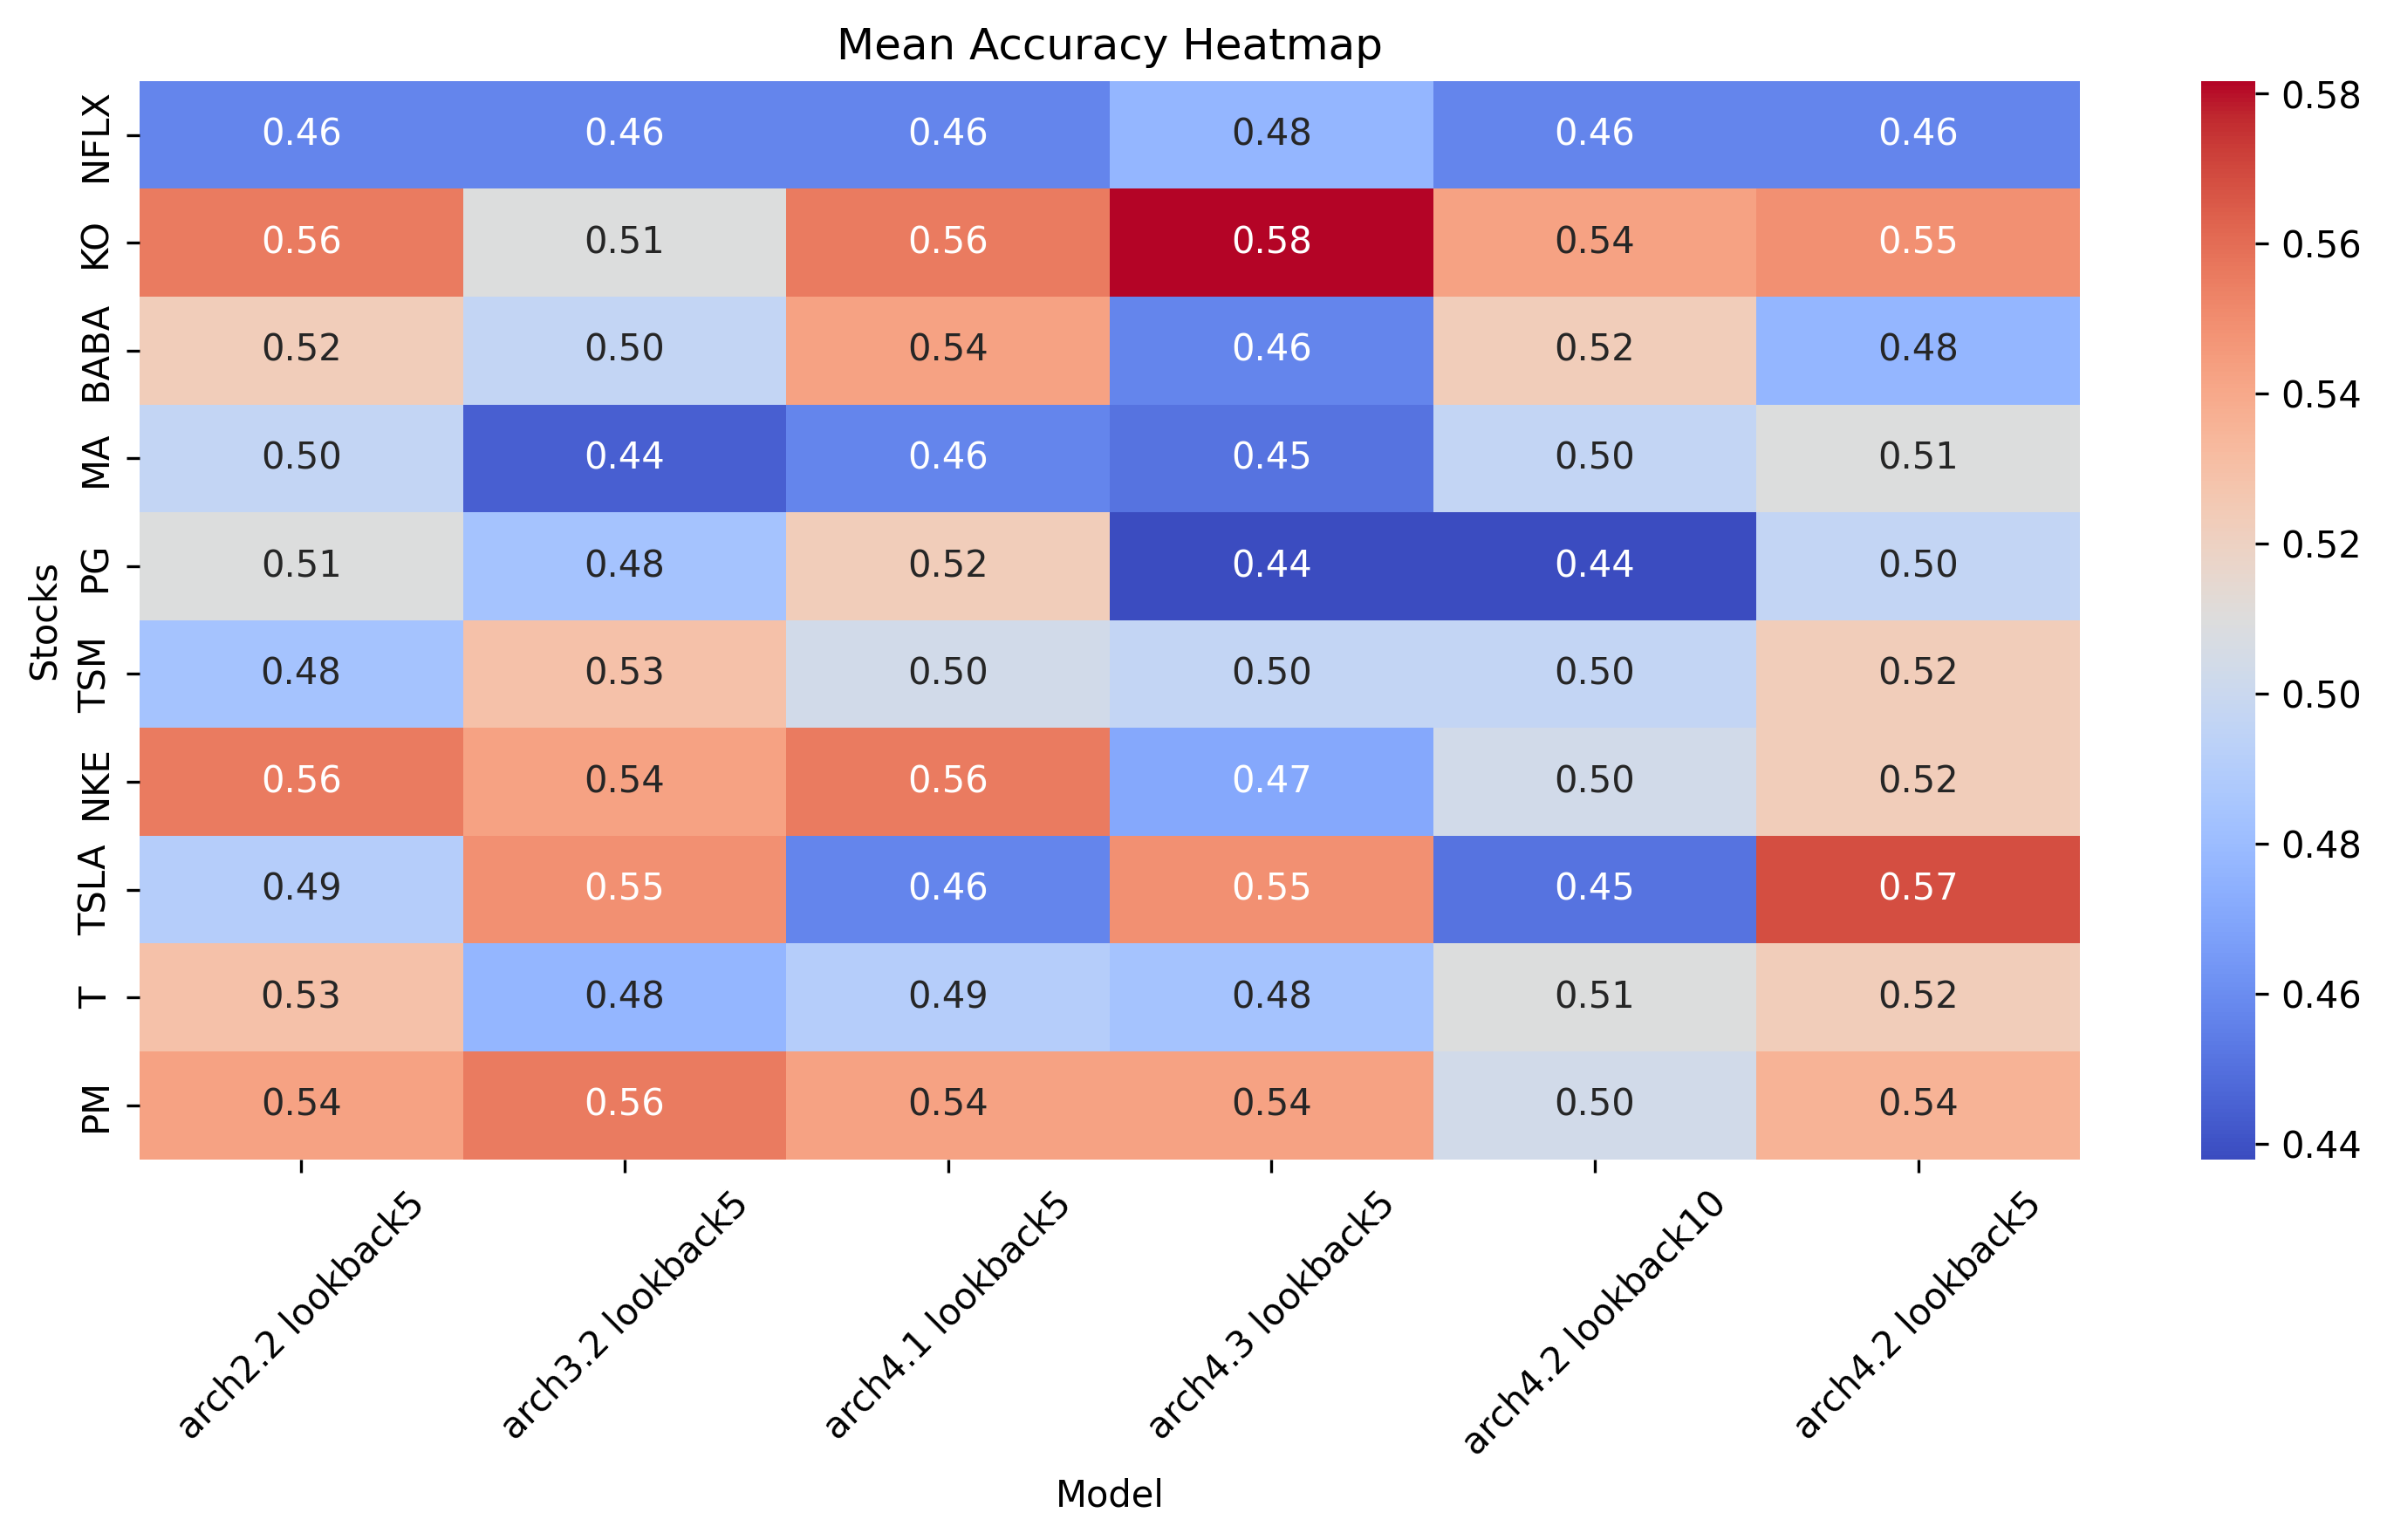 Mean Accuracy Heatmap
Stocks
NFLX 0.46 0.46 0.46 0.48 0.46 0.46
KO 0.56 0.51 0.56 0.58 0.54 0.55
BABA 0.52 0.50 0.54 0.46 0.52 0.48
MA 0.50 0.44 0.46 0.45 0.50 0.51
PG 0.51 0.48 0.52 0.44 0.44 0.50
TSM 0.48 0.53 0.50 0.50 0.50 0.52
NKE 0.56 0.54 0.56 0.47 0.50 0.52
TSLA 0.49 0.55 0.46 0.55 0.45 0.57
T 0.53 0.48 0.49 0.48 0.51 0.52
PM 0.54 0.56 0.54 0.54 0.50 0.54
arch2.2 lookback5
arch3.2 lookback5
arch4.1 lookback5
arch4.3 lookback5
arch4.2 lookback10
arch4.2 lookback5
Model
0.58
0.56
0.54
0.52
0.50
0.48
0.46
0.44